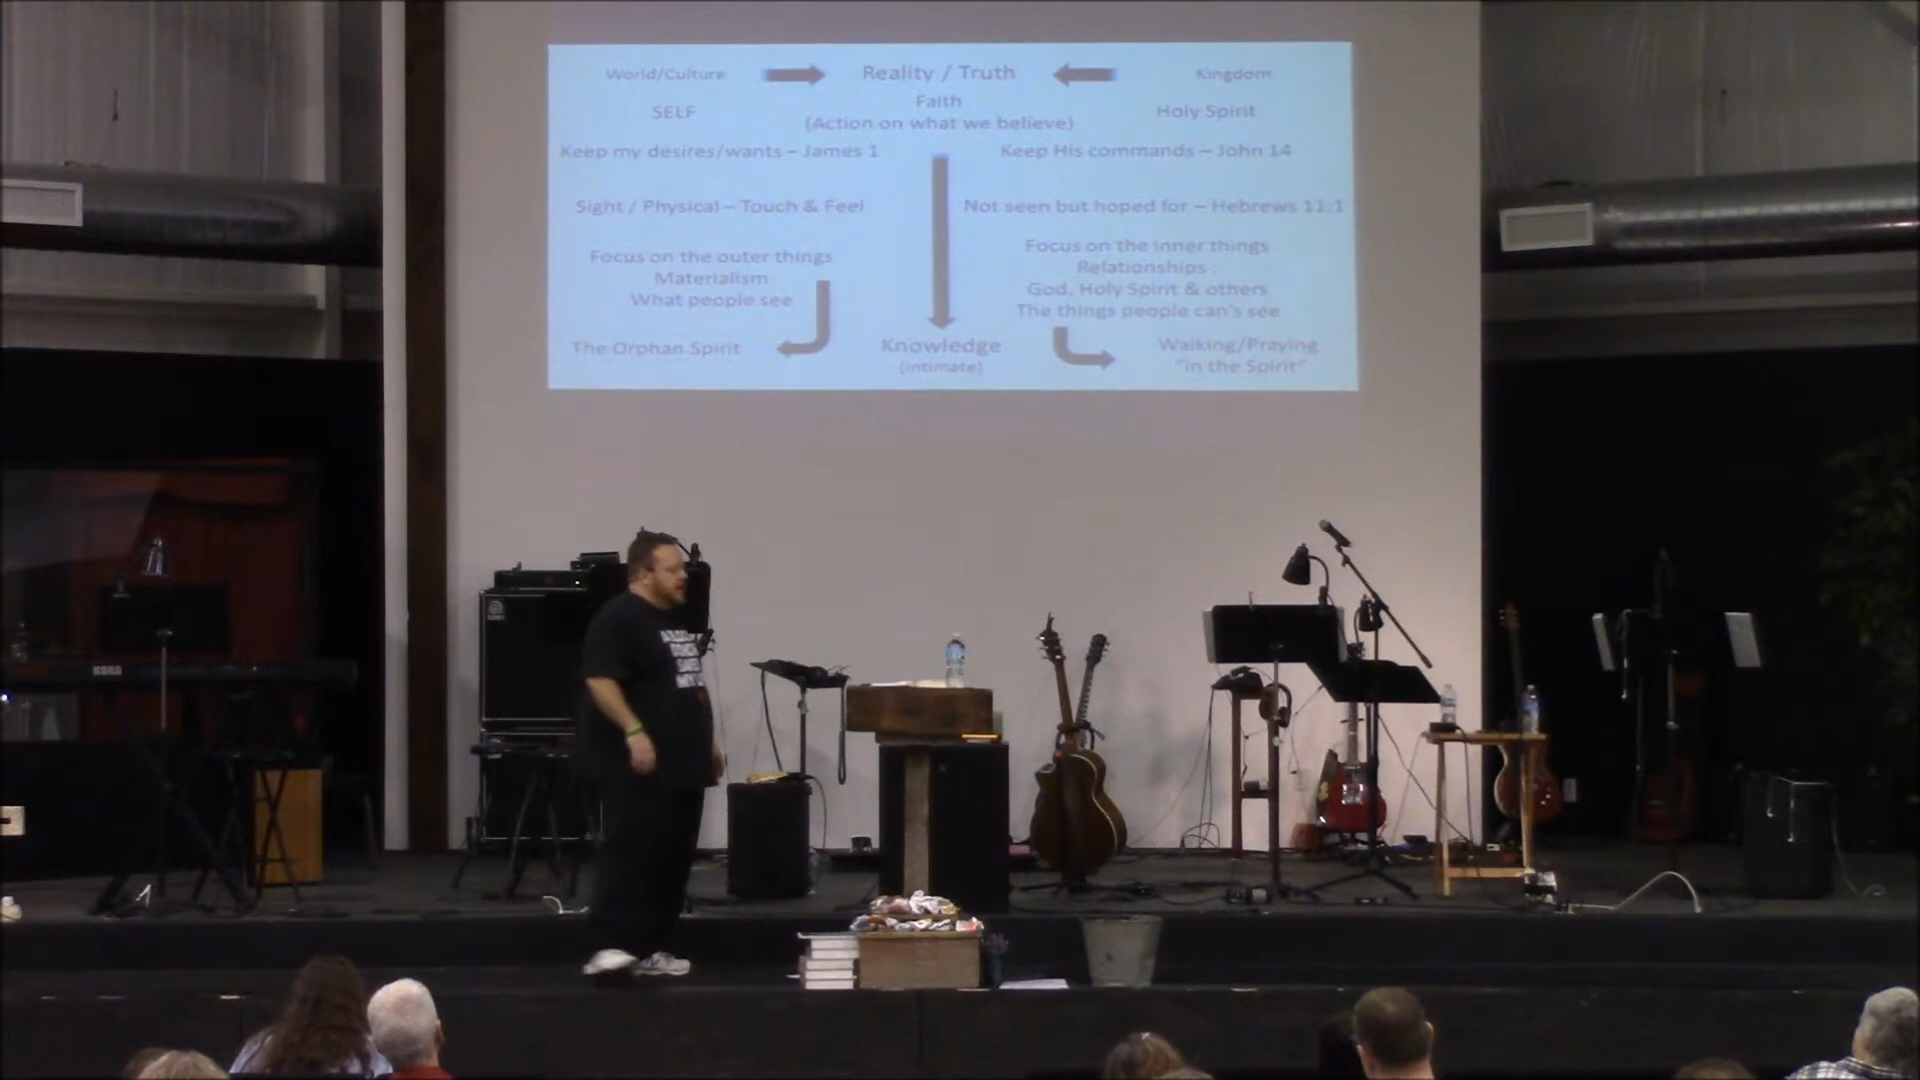 World/Culture
Reality / Truth
Kingdom
SELF
Faith
(Action on what we believe)
Holy Spirit
Keep my desires/wants – James 1
Keep His commands – John 14
Sight / Physical – Touch & Feel
Not seen but hoped for – Hebrews 11:1
Focus on the outer things
Materialism
What people see
Focus on the inner things
Relationships :
God, Holy Spirit & others
The things people can's see
The Orphan Spirit
Knowledge
(intimate)
Walking/Praying
"in the Spirit"
KORG